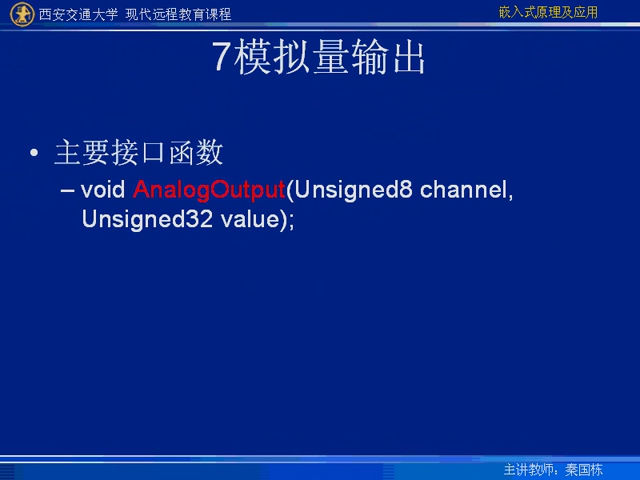 西安交通大学 现代远程教育课程
嵌入式原理及应用
7模拟量输出
• 主要接口函数
– void AnalogOutput(Unsigned8 channel,
Unsigned32 value);
主讲教师：秦国栋